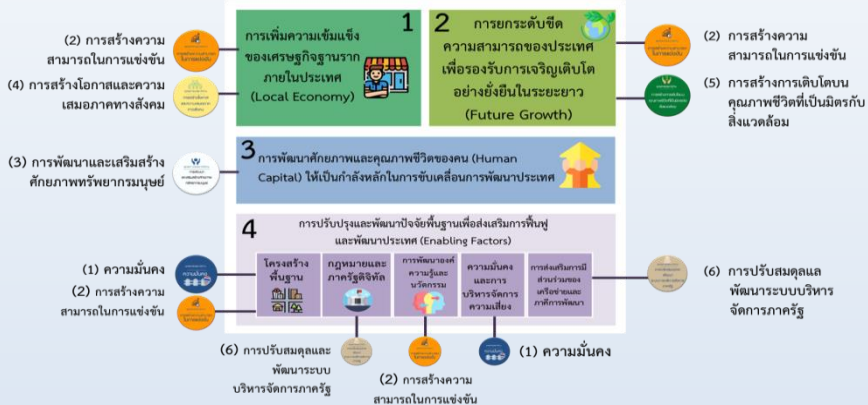 1
การเพิ่มความเข้มแข็ง
ของเศรษฐกิจฐานราก
ภายในประเทศ
(Local Economy)
2
การยกระดับขีด
ความสามารถของประเทศ
เพื่อรองรับการเจริญเติบโต
อย่างยั่งยืนในระยะยาว
(Future Growth)
(2) การสร้างความ
สามารถในการแข่งขัน
(4) การสร้างโอกาสและความ
เสมอภาคทางสังคม
(2) การสร้างความ
สามารถในการแข่งขัน
(5) การสร้างการเติบโตบน
คุณภาพชีวิตที่เป็นมิตรกับ
สิ่งแวดล้อม
(3) การพัฒนาและเสริมสร้าง
ศักยภาพทรัพยากรมนุษย์
3
การพัฒนาศักยภาพและคุณภาพชีวิตของคน (Human
Capital) ให้เป็นกำลังหลักในการขับเคลื่อนการพัฒนาประเทศ
4
การปรับปรุงและพัฒนาปัจจัยพื้นฐานเพื่อส่งเสริมการฟื้นฟู
และพัฒนาประเทศ (Enabling Factors)
โครงสร้าง
พื้นฐาน
กฎหมายและ
ภาครัฐดิจิทัล
การพัฒนาองค์
ความรู้และ
นวัตกรรม
ความมั่นคง
และการ
บริหารจัดการ
ความเสี่ยง
การส่งเสริมการมี
ส่วนร่วมของ
เครือข่ายและ
ภาคีการพัฒนา
(1) ความมั่นคง
(2) การสร้างความ
สามารถในการแข่งขัน
(6) การปรับสมดุลแล
พัฒนาระบบบริหาร
จัดการภาครัฐ
(6) การปรับสมดุลและ
พัฒนาระบบ
บริหารจัดการภาครัฐ
(2) การสร้างความ
สามารถในการแข่งขัน
(1) ความมั่นคง